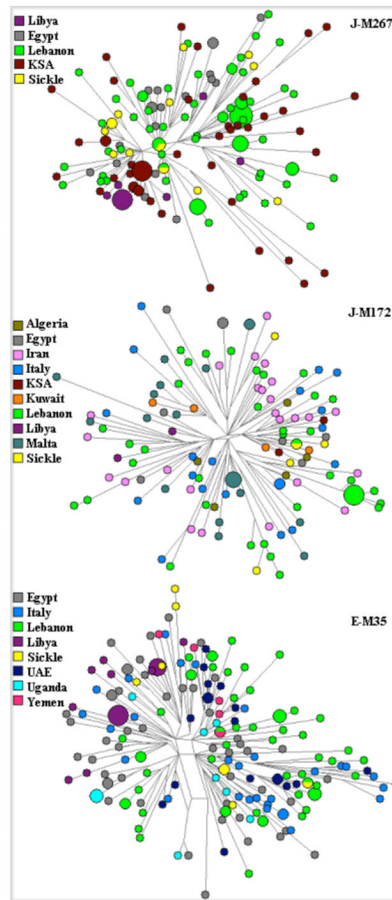 J-M267
Libya
Egypt
Lebanon
KSA
Sickle
J-M172
Algeria
Egypt
Iran
Italy
KSA
Kuwait
Lebanon
Libya
Malta
Sickle
E-M35
Egypt
Italy
Lebanon
Libya
Sickle
UAE
Uganda
Yemen